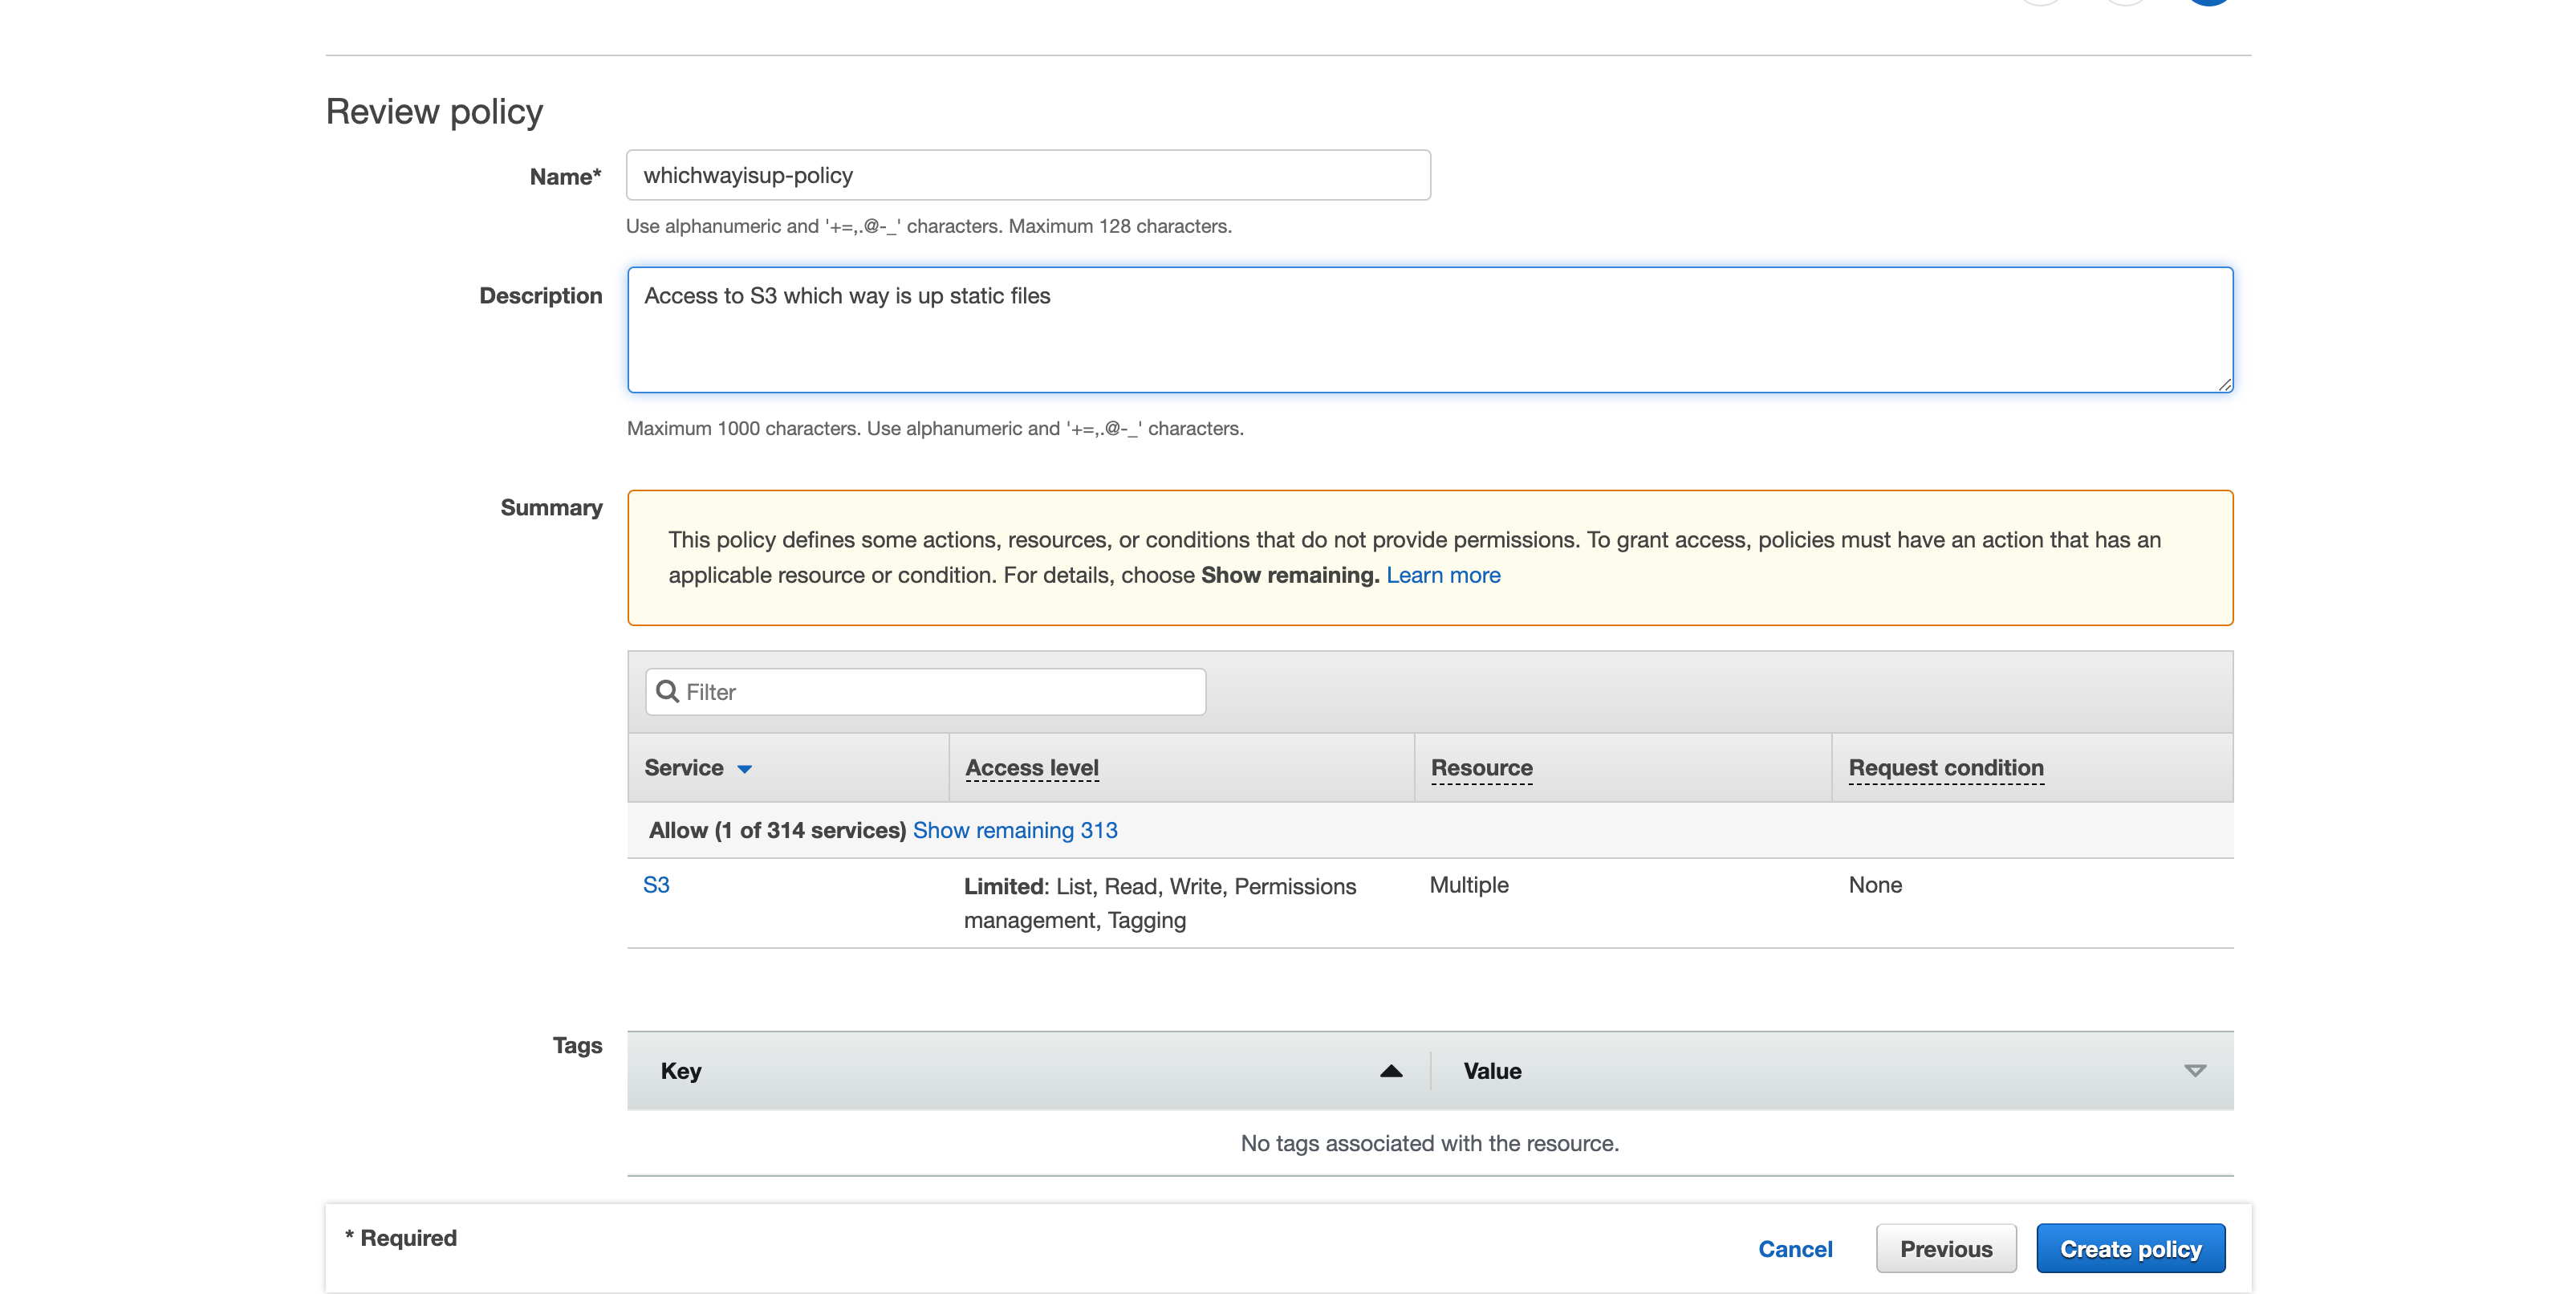 Review policy
Name*
whichwayisup-policy
Use alphanumeric and '+=,.@-_' characters. Maximum 128 characters.
Description
Access to S3 which way is up static files
Maximum 1000 characters. Use alphanumeric and '+=,.@-_' characters.
Summary
This policy defines some actions, resources, or conditions that do not provide permissions. To grant access, policies must have an action that has an
applicable resource or condition. For details, choose Show remaining. Learn more
Filter
Service Access level Resource Request condition
Allow (1 of 314 services) Show remaining 313
S3 Limited: List, Read, Write, Permissions Multiple None
management, Tagging
Tags
Key Value
No tags associated with the resource.
* Required
Cancel Previous Create policy